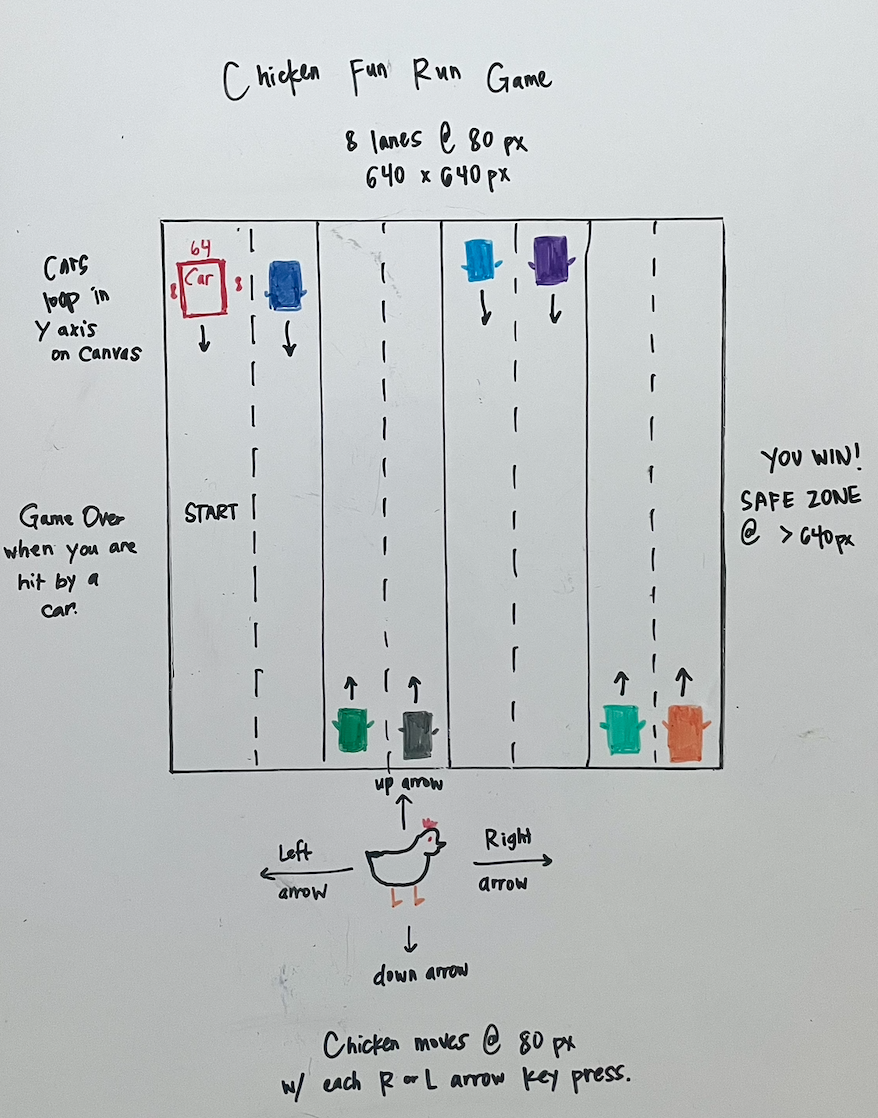 Chicken Fun Run Game
8 lanes @ 80 px
640 x 640px
Cars
loop in
Y axis
on Canvas
64
8
Car
8
START
Game Over
when you are
hit by a
car.
YOU WIN!
SAFE ZONE
@ >640px
up arrow
Left
arrow
Right
arrow
down arrow
Chicken moves @ 80 px
w/ each R or L arrow key press.